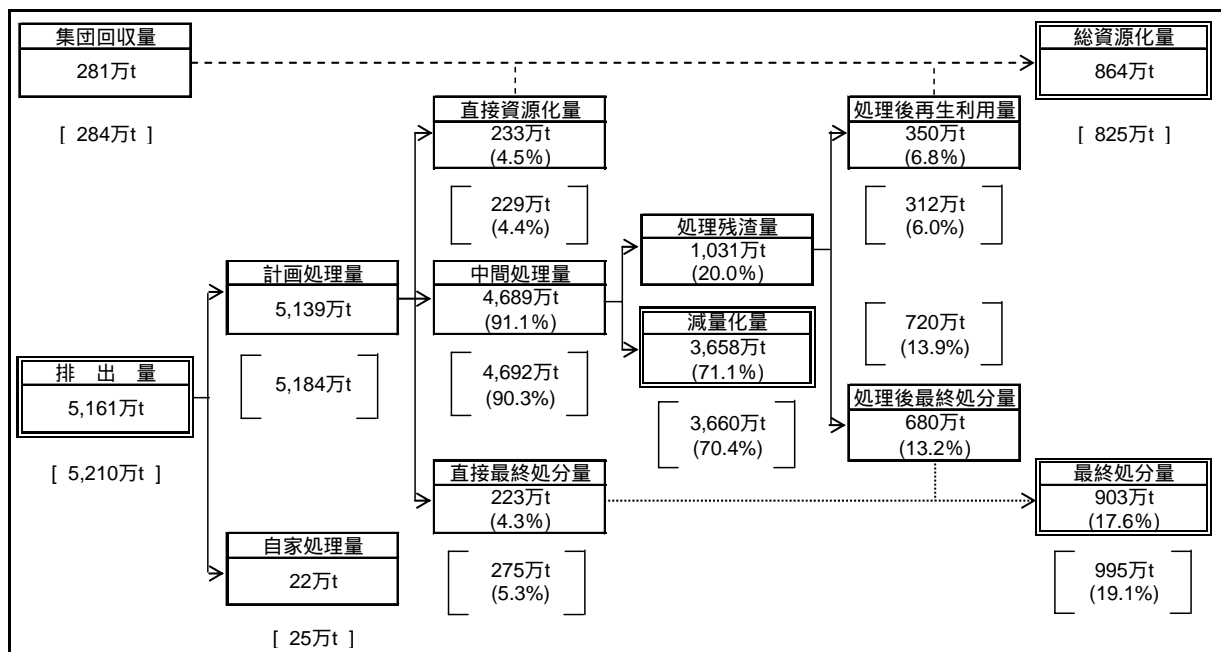 集団回収量
281万t
[ 284万t ]
総資源化量
864万t
[ 825万t ]
直接資源化量
233万t
(4.5%)
229万t
(4.4%)
処理後再生利用量
350万t
(6.8%)
312万t
(6.0%)
処理残渣量
1,031万t
(20.0%)
計画処理量
5,139万t
5,184万t
中間処理量
4,689万t
(91.1%)
4,692万t
(90.3%)
減量化量
3,658万t
(71.1%)
3,660万t
(70.4%)
720万t
(13.9%)
処理後最終処分量
680万t
(13.2%)
排 出 量
5,161万t
[ 5,210万t ]
直接最終処分量
223万t
(4.3%)
275万t
(5.3%)
最終処分量
903万t
(17.6%)
995万t
(19.1%)
自家処理量
22万t
[ 25万t ]